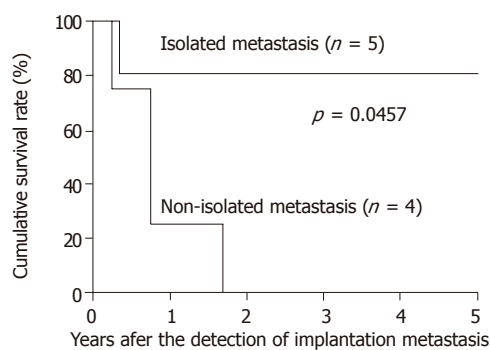 Cumulative survival rate (%)
100
80
60
40
20
0
Isolated metastasis (n = 5)
p = 0.0457
Non-isolated metastasis (n = 4)
0 1 2 3 4 5
Years afer the detection of implantation metastasis